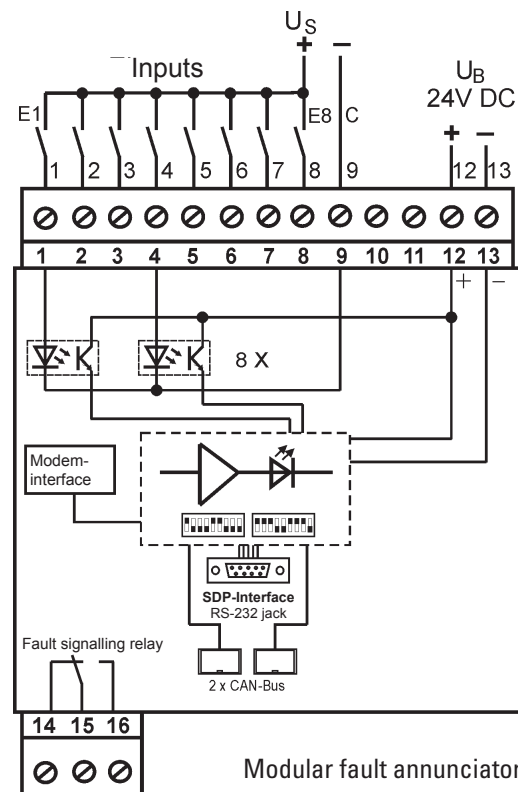 U_S
+ −
Inputs
U_B
24V DC
+ −
E1 E8 C
1 2 3 4 5 6 7 8 9 12 13
1 2 3 4 5 6 7 8 9 10 11 12 13
+ −
8 X
Modem-
interface
SDP-Interface
RS-232 jack
Fault signalling relay
2 x CAN-Bus
14 15 16
Modular fault annunciator